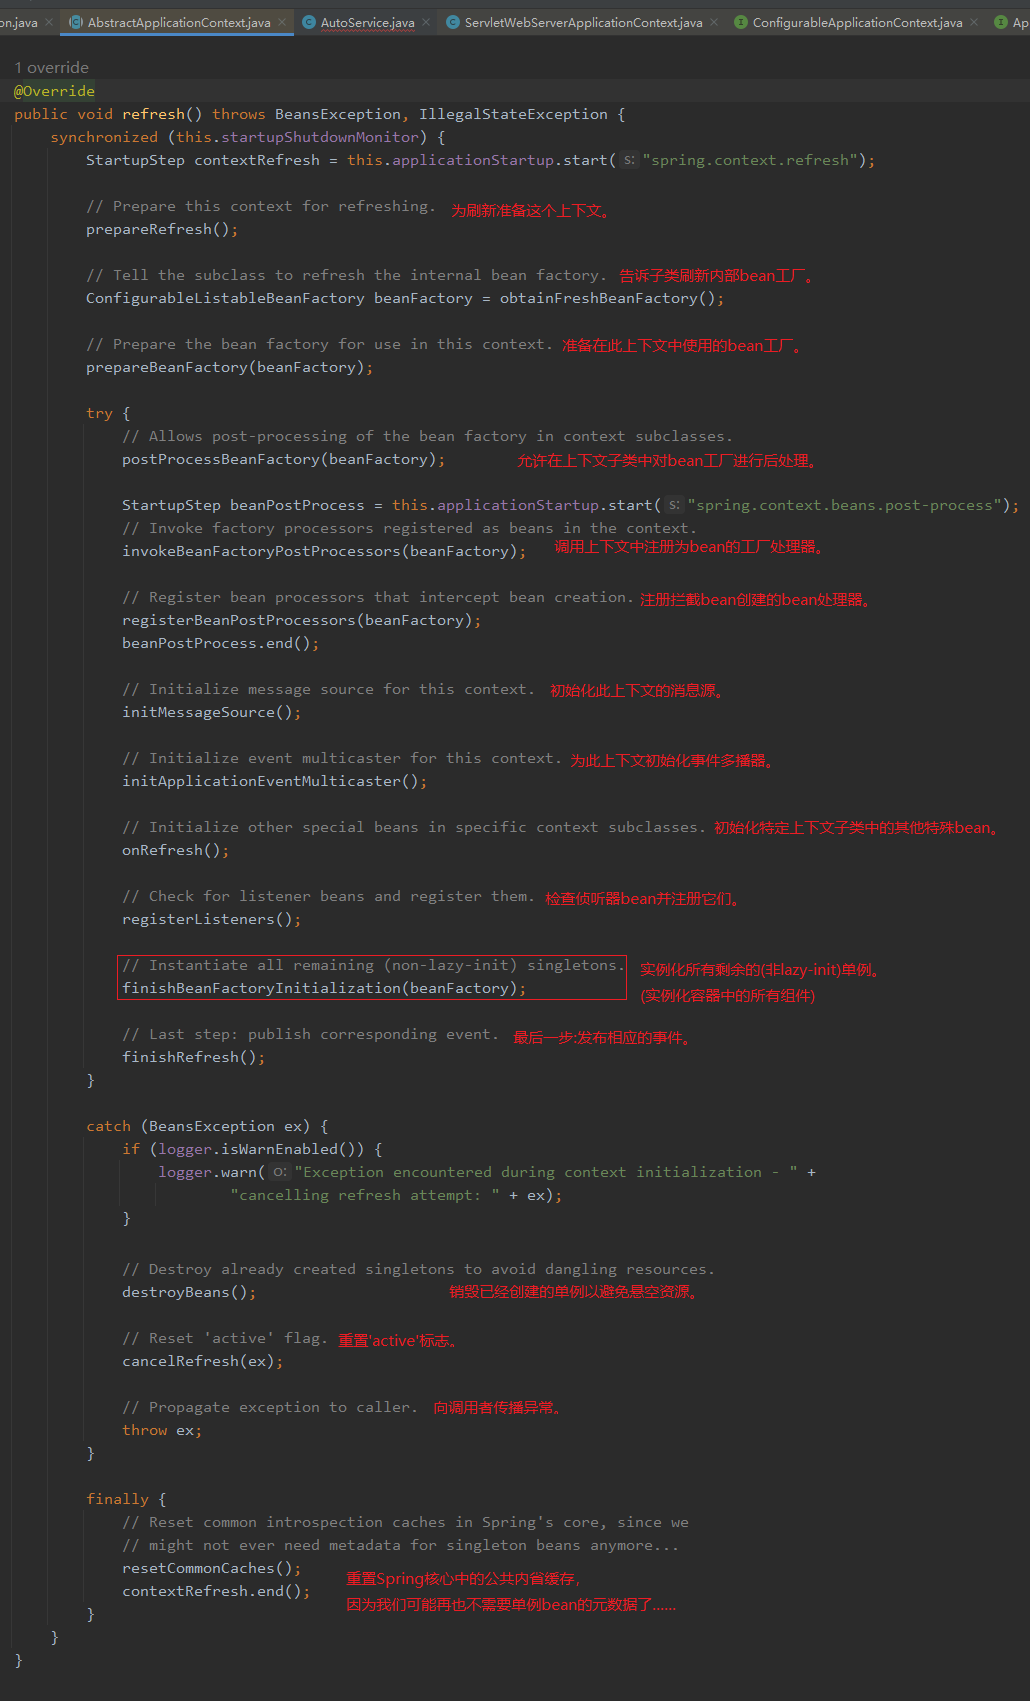 on.java AbstractApplicationContext.java AutoService.java ServletWebServerApplicationContext.java ConfigurableApplicationContext.java Ap
1 override
@Override
public void refresh() throws BeansException, IllegalStateException {
synchronized (this.startupShutdownMonitor) {
StartupStep contextRefresh = this.applicationStartup.start( s: "spring.context.refresh");
// Prepare this context for refreshing. 为刷新准备这个上下文。
prepareRefresh();
// Tell the subclass to refresh the internal bean factory. 告诉子类刷新内部bean工厂。
ConfigurableListableBeanFactory beanFactory = obtainFreshBeanFactory();
// Prepare the bean factory for use in this context. 准备在此上下文中使用的bean工厂。
prepareBeanFactory(beanFactory);
try {
// Allows post-processing of the bean factory in context subclasses.
postProcessBeanFactory(beanFactory); 允许在上下文子类中对bean工厂进行后处理。
StartupStep beanPostProcess = this.applicationStartup.start( s: "spring.context.beans.post-process");
// Invoke factory processors registered as beans in the context.
invokeBeanFactoryPostProcessors(beanFactory); 调用上下文中注册为bean的工厂处理器。
// Register bean processors that intercept bean creation. 注册拦截bean创建的bean处理器。
registerBeanPostProcessors(beanFactory);
beanPostProcess.end();
// Initialize message source for this context. 初始化此上下文的消息源。
initMessageSource();
// Initialize event multicaster for this context. 为此上下文初始化事件多播器。
initApplicationEventMulticaster();
// Initialize other special beans in specific context subclasses. 初始化特定上下文子类中的其他特殊bean。
onRefresh();
// Check for listener beans and register them. 检查侦听器bean并注册它们。
registerListeners();
// Instantiate all remaining (non-lazy-init) singletons. 实例化所有剩余的(非lazy-init)单例。
finishBeanFactoryInitialization(beanFactory); (实例化容器中的所有组件)
// Last step: publish corresponding event. 最后一步:发布相应的事件。
finishRefresh();
}
catch (BeansException ex) {
if (logger.isWarnEnabled()) {
logger.warn( o: "Exception encountered during context initialization - " +
"cancelling refresh attempt: " + ex);
}
// Destroy already created singletons to avoid dangling resources.
destroyBeans(); 销毁已经创建的单例以避免悬空资源。
// Reset 'active' flag. 重置'active'标志。
cancelRefresh(ex);
// Propagate exception to caller. 向调用者传播异常。
throw ex;
}
finally {
// Reset common introspection caches in Spring's core, since we
// might not ever need metadata for singleton beans anymore...
resetCommonCaches(); 重置Spring核心中的公共内省缓存，
contextRefresh.end(); 因为我们可能再也不需要单例bean的元数据了......
}
}
}